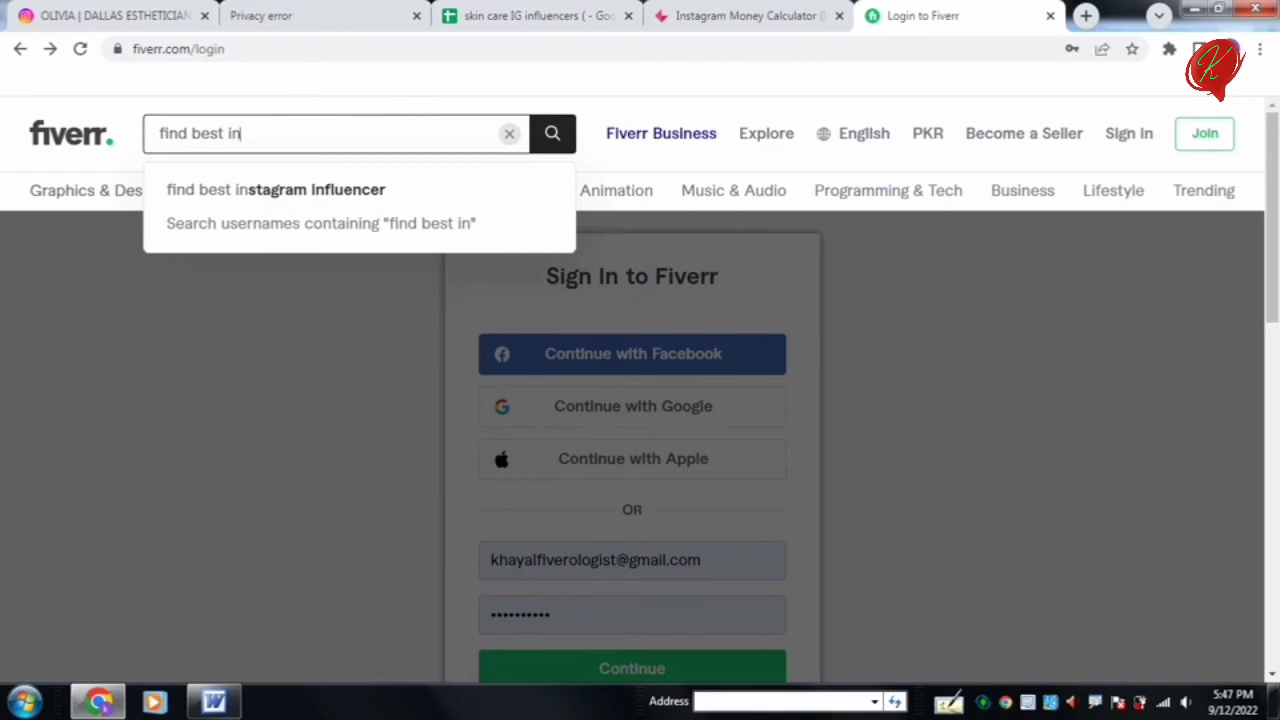 OLIVIA | DALLAS ESTHETICIAN
Privacy error
skin care IG influencers ( - Goo
Instagram Money Calculator (
Login to Fiverr
fiverr.com/login
K
fiverr.
find best in
Fiverr Business
Explore
English
PKR
Become a Seller
Sign In
Join
find best instagram influencer
Search usernames containing "find best in"
Graphics & Des
Animation
Music & Audio
Programming & Tech
Business
Lifestyle
Trending
Sign In to Fiverr
Continue with Facebook
Continue with Google
Continue with Apple
OR
khayalfiverologist@gmail.com
••••••••••
Continue
Address
5:47 PM
9/12/2022